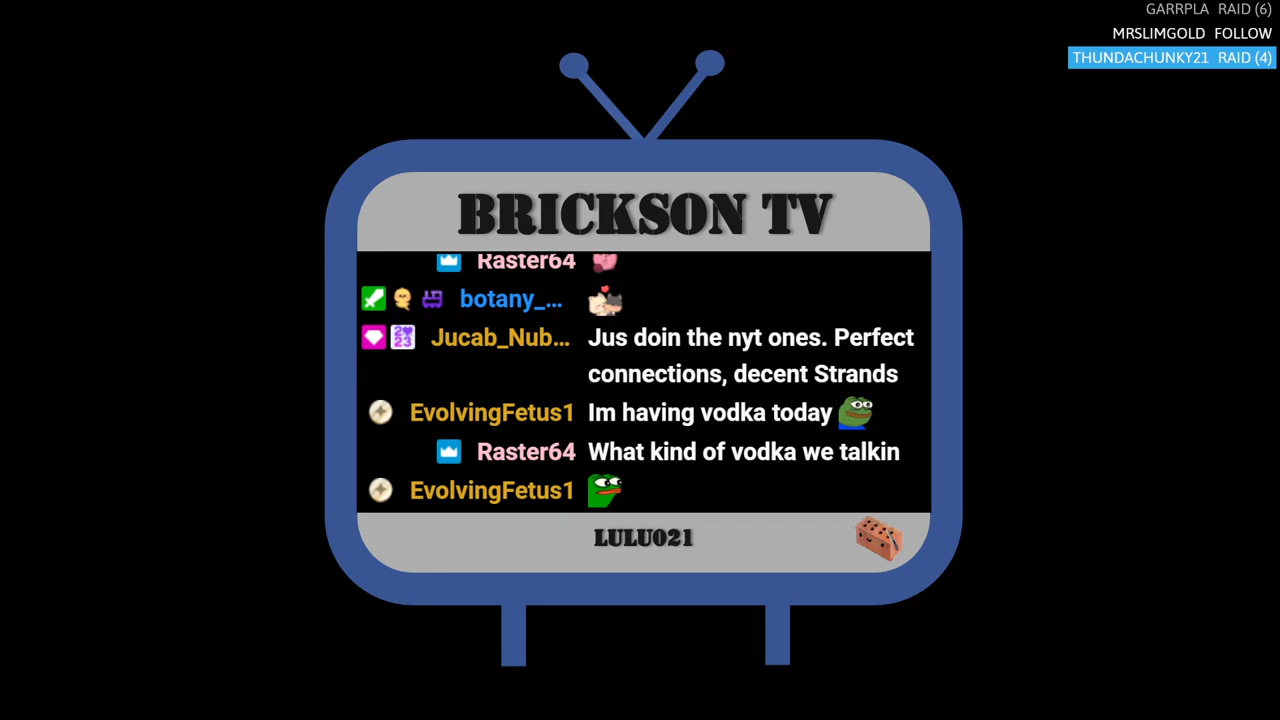 GARRPLA RAID (6)
MRSLIMGOLD FOLLOW
THUNDACHUNKY21 RAID (4)
BRICKSON TV
Raster64
botany_...
Jucab_Nub... Jus doin the nyt ones. Perfect
connections, decent Strands
EvolvingFetus1 Im having vodka today
Raster64 What kind of vodka we talkin
EvolvingFetus1
LULU021